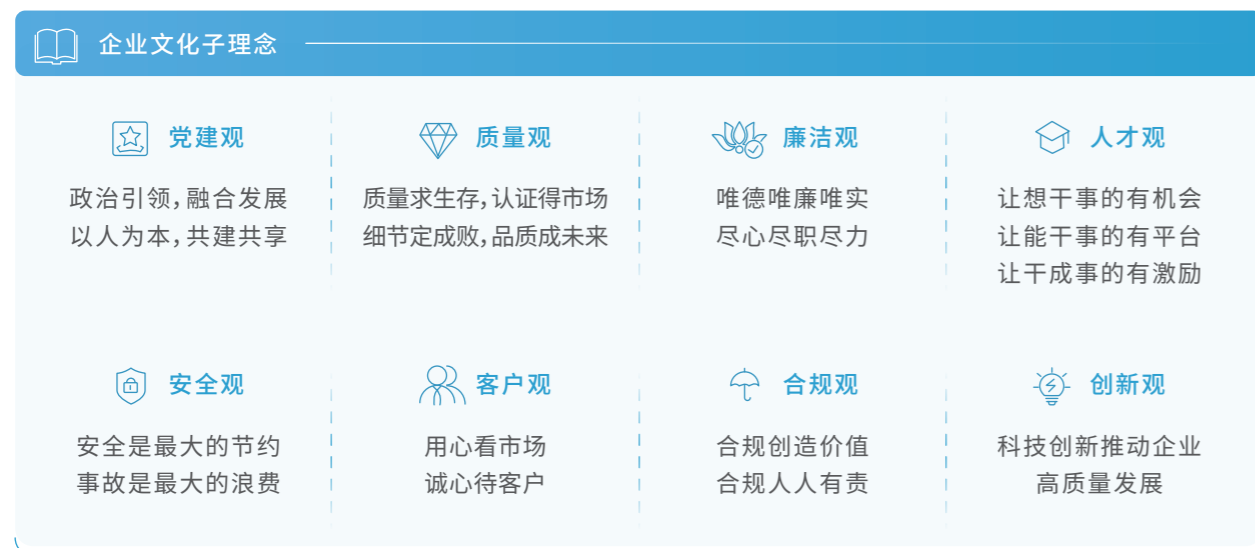 企业文化子理念
党建观
政治引领,融合发展
以人为本,共建共享
质量观
质量求生存,认证得市场
细节定成败,品质成未来
廉洁观
唯德唯廉唯实
尽心尽职尽力
人才观
让想干事的有机会
让能干事的有平台
让干成事的有激励
安全观
安全是最大的节约
事故是最大的浪费
客户观
用心看市场
诚心待客户
合规观
合规创造价值
合规人人有责
创新观
科技创新推动企业
高质量发展